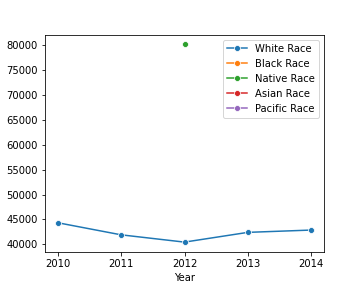 80000
75000
70000
65000
60000
55000
50000
45000
40000
White Race
Black Race
Native Race
Asian Race
Pacific Race
2010 2011 2012 2013 2014
Year